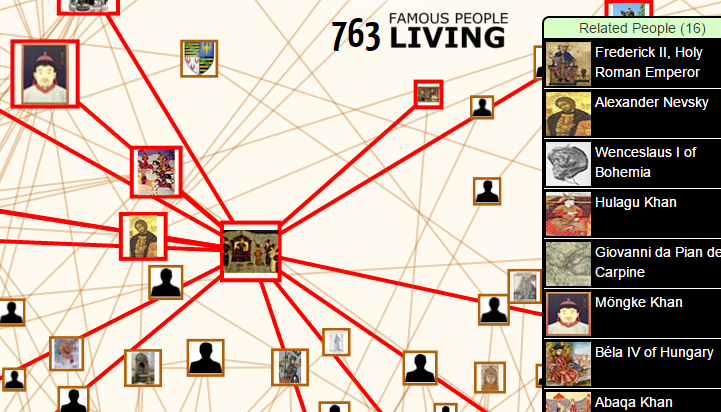 763 FAMOUS PEOPLE
LIVING
Related People (16)
Frederick II, Holy
Roman Emperor
Alexander Nevsky
Wenceslaus I of
Bohemia
Hulagu Khan
Giovanni da Pian de
Carpine
Möngke Khan
Béla IV of Hungary
Abaqa Khan